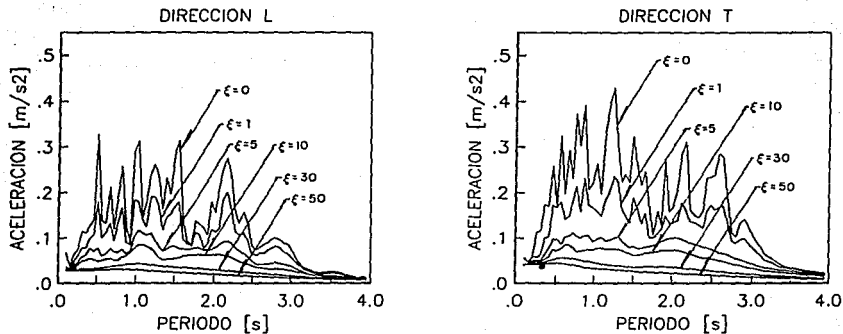 DIRECCION L
ACELERACION [m/s2]
.5
.4
.3
.2
.1
.0
ξ=0
ξ=1
ξ=5
ξ=10
ξ=30
ξ=50
.0
1.0
2.0
3.0
4.0
PERIODO [s]
DIRECCION T
ACELERACION [m/s2]
.5
.4
.3
.2
.1
.0
ξ=0
ξ=1
ξ=10
ξ=5
ξ=30
ξ=50
.0
1.0
2.0
3.0
4.0
PERIODO [s]